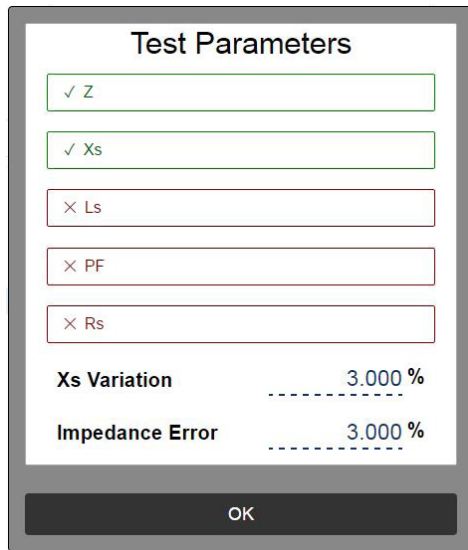 Test Parameters
✓ Z
✓ Xs
✕ Ls
✕ PF
✕ Rs
Xs Variation 3.000 %
Impedance Error 3.000 %
OK